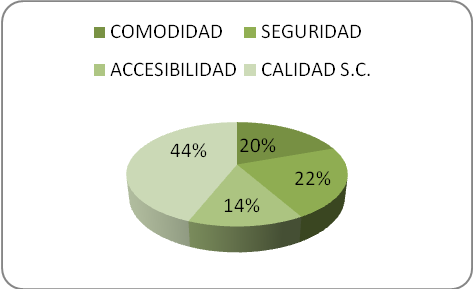 COMODIDAD SEGURIDAD
ACCESIBILIDAD CALIDAD S.C.
44% 20%
22%
14%